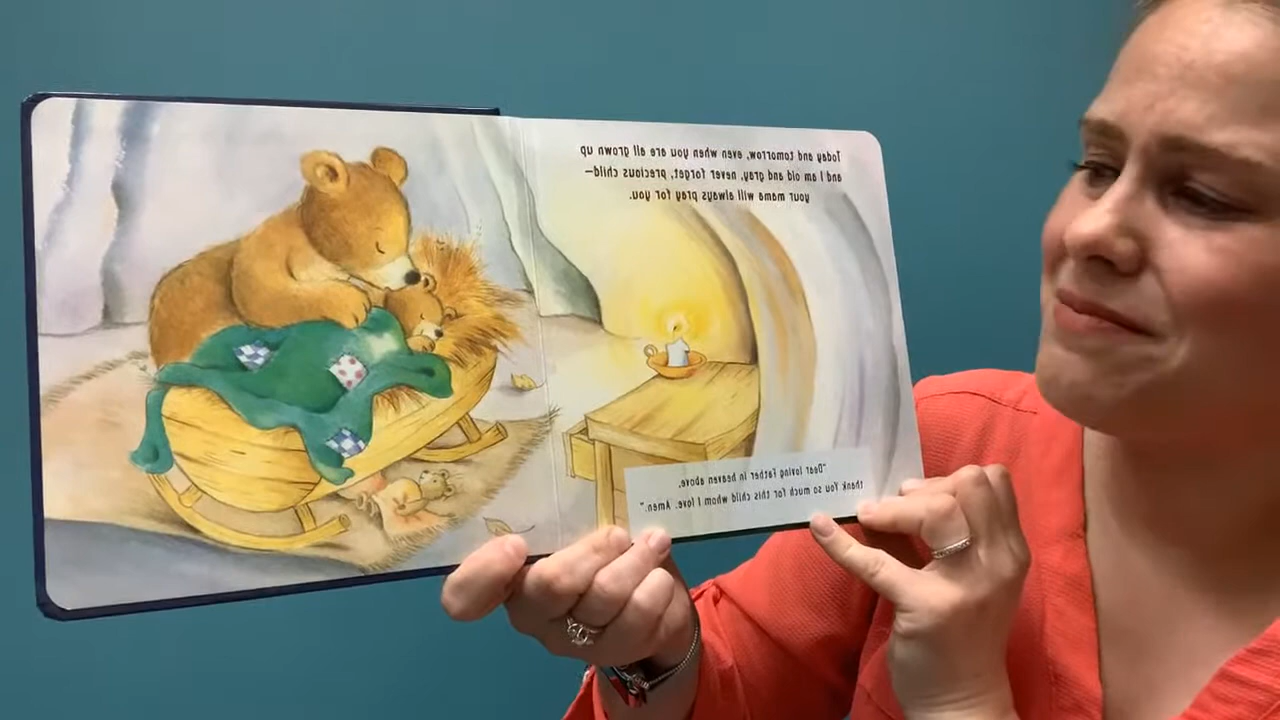 Today and tomorrow, even when you are all grown up
and I am old and gray, never forget, precious child—
your mama will always pray for you.
"Dear loving Father in heaven above,
thank You so much for this child whom I love. Amen."